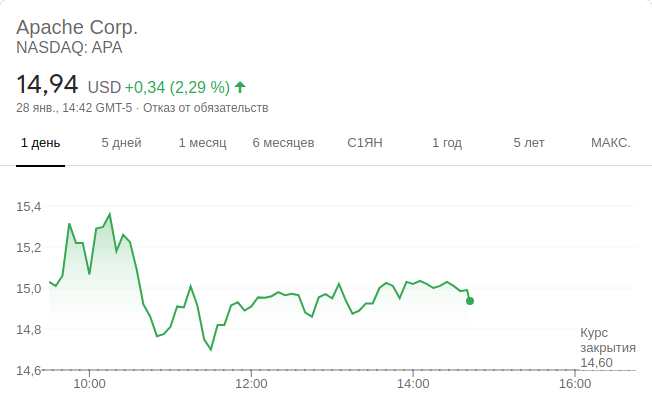 Apache Corp.
NASDAQ: APA
14,94 USD +0,34 (2,29 %)
28 янв., 14:42 GMT-5 · Отказ от обязательств
1 день 5 дней 1 месяц 6 месяцев С1ЯН 1 год 5 лет МАКС.
15,4
15,2
15,0
14,8
Курс
закрытия
14,60
14,6
10:00 12:00 14:00 16:00